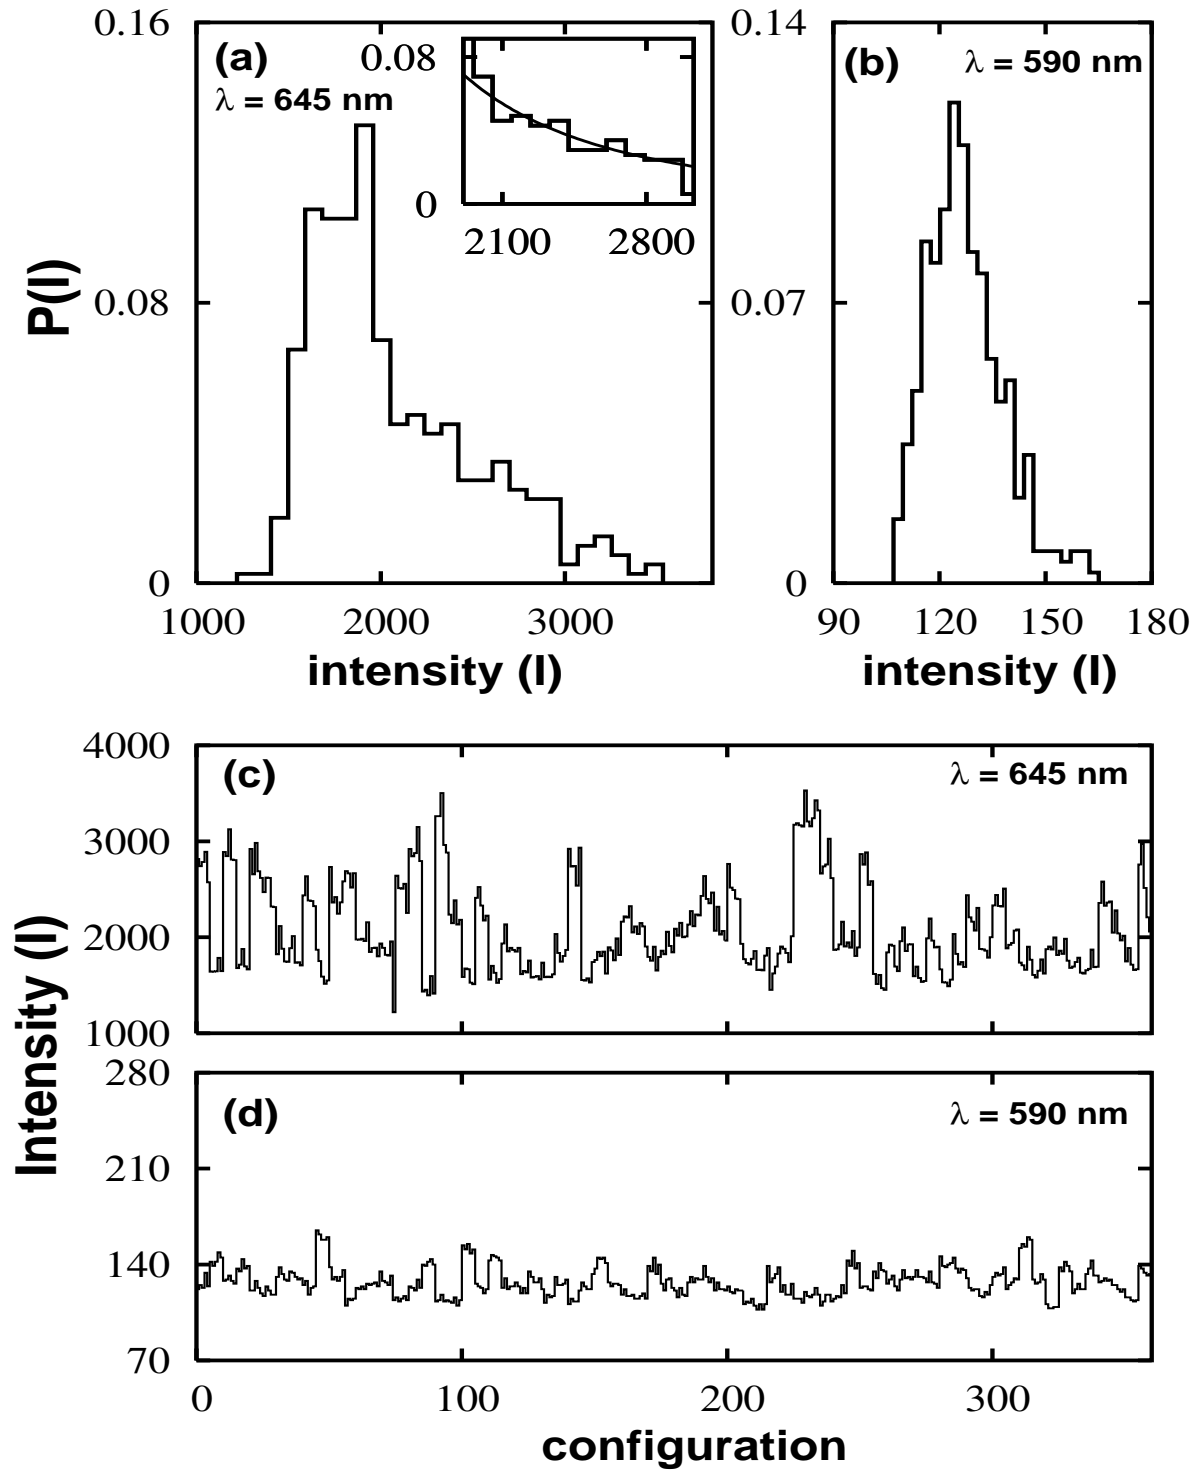 0.16
(a)
λ = 645 nm
0.08
0
2100 2800
0.08
0
1000 2000 3000
intensity (I)
P(I)
0.14
(b)
λ = 590 nm
0.07
0
90 120 150 180
intensity (I)
4000
(c)
λ = 645 nm
3000
2000
1000
280
(d)
λ = 590 nm
210
140
70
0 100 200 300
configuration
Intensity (I)